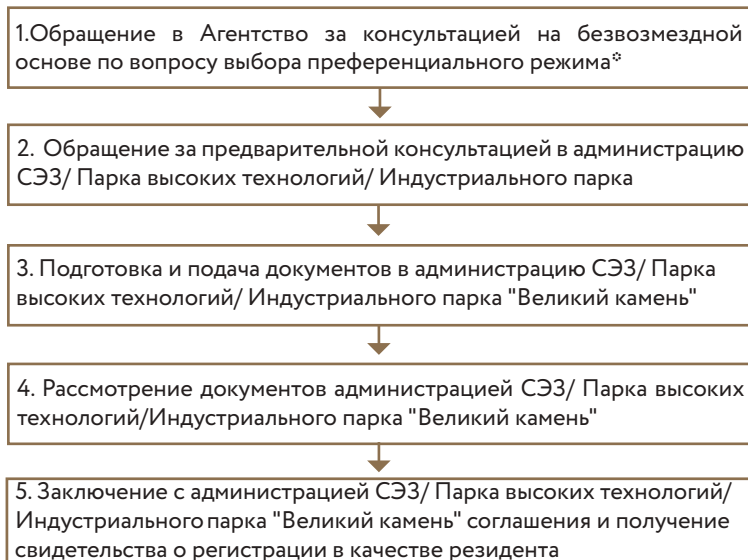 1.Обращение в Агентство за консультацией на безвозмездной
основе по вопросу выбора преференциального режима*
2. Обращение за предварительной консультацией в администрацию
СЭЗ/ Парка высоких технологий/ Индустриального парка
3. Подготовка и подача документов в администрацию СЭЗ/ Парка
высоких технологий/ Индустриального парка "Великий камень"
4. Рассмотрение документов администрацией СЭЗ/ Парка высоких
технологий/Индустриального парка "Великий камень"
5. Заключение с администрацией СЭЗ/ Парка высоких технологий/
Индустриального парка "Великий камень" соглашения и получение
свидетельства о регистрации в качестве резидента